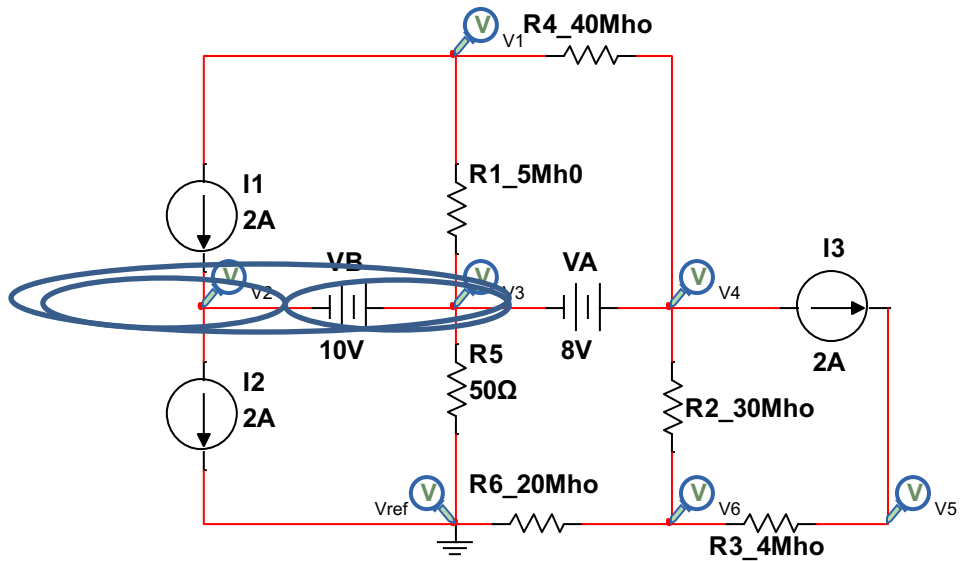 V
V1
R4_40Mho
I1
2A
R1_5Mh0
I3
2A
VB
10V
V
V2
V
V3
VA
8V
V
V4
I2
2A
R5
50Ω
R2_30Mho
Vref
V
R6_20Mho
V
V6
R3_4Mho
V
V5